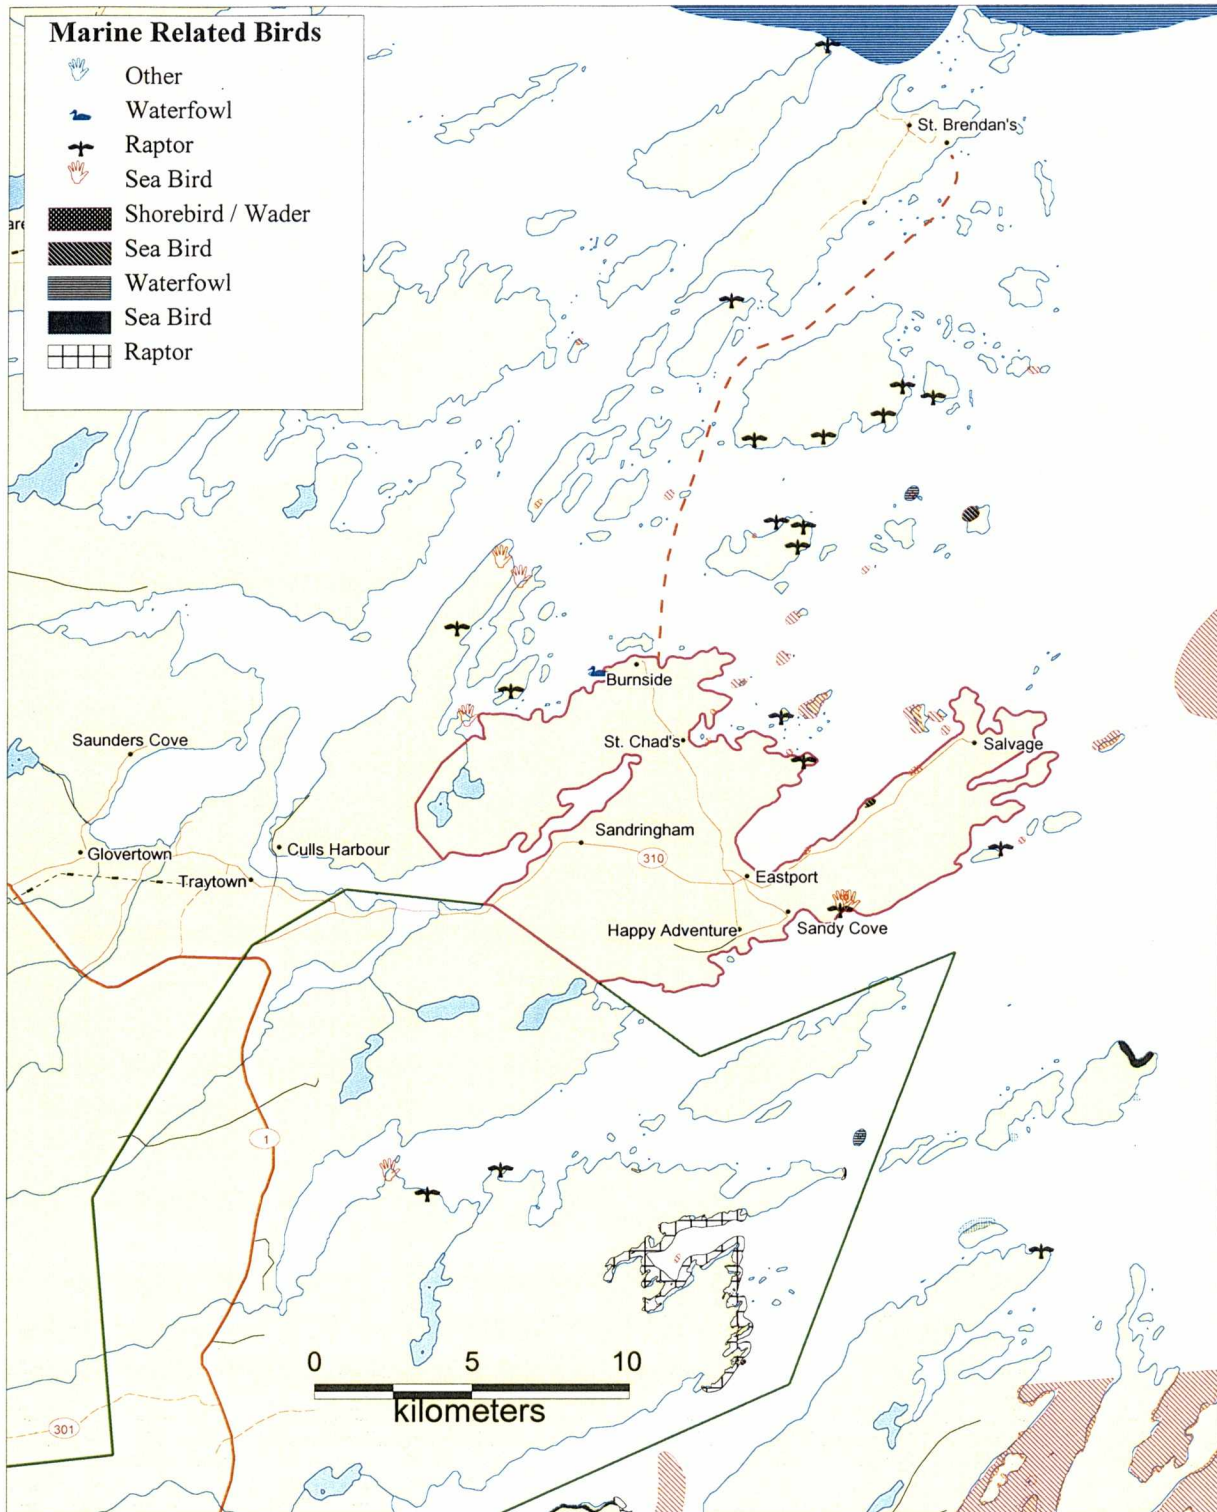 Marine Related Birds
Other
Waterfowl
Raptor
Sea Bird
Shorebird / Wader
Sea Bird
Waterfowl
Sea Bird
Raptor
St. Brendan's
are
Burnside
St. Chad's
Salvage
Saunders Cove
Sandringham
Culls Harbour
Glovertown
310
Traytown
Eastport
Happy Adventure
Sandy Cove
1
0 5 10
kilometers
301